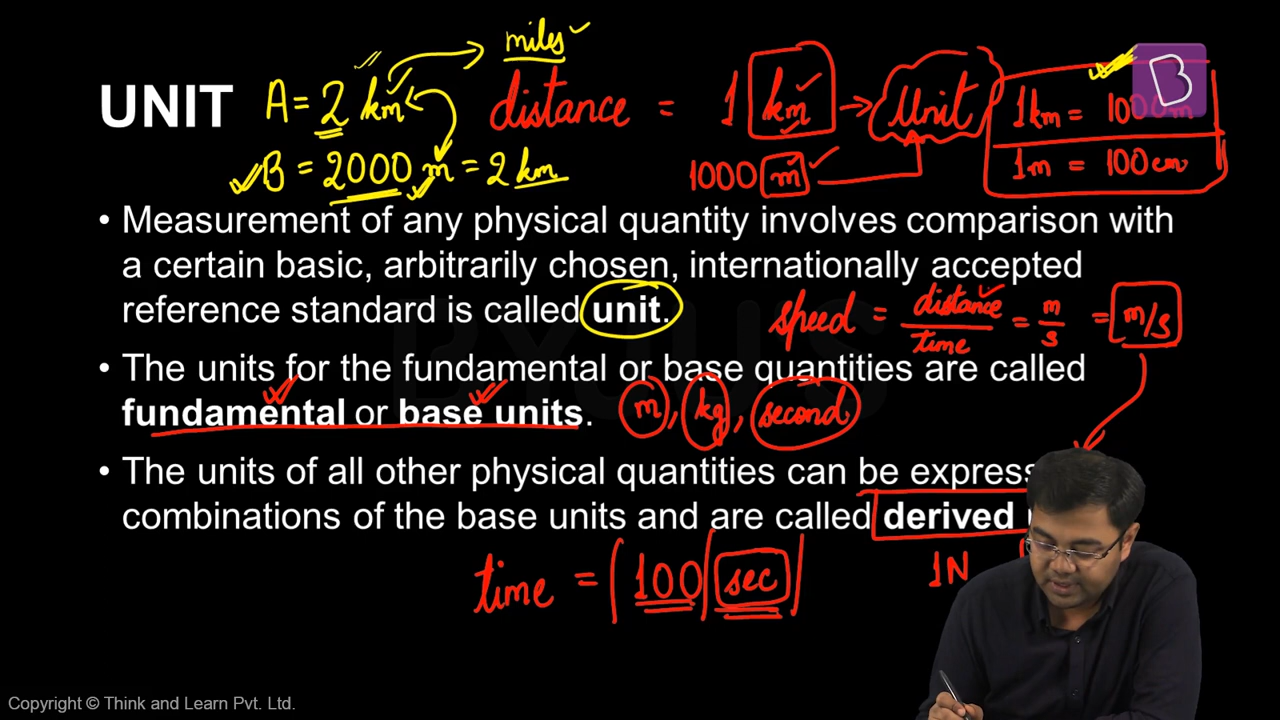 miles
UNIT A = 2 km distance = 1 km → Unit 1km = 1000m
B = 2000 m = 2 km 1000 m 1m = 100cm
• Measurement of any physical quantity involves comparison with
a certain basic, arbitrarily chosen, internationally accepted
reference standard is called unit.
speed = distance/time = m/s = m/s
• The units for the fundamental or base quantities are called
fundamental or base units. m, kg, second
• The units of all other physical quantities can be express
combinations of the base units and are called derived
time = 100 sec 1N
BYJU'S
B
Copyright © Think and Learn Pvt. Ltd.